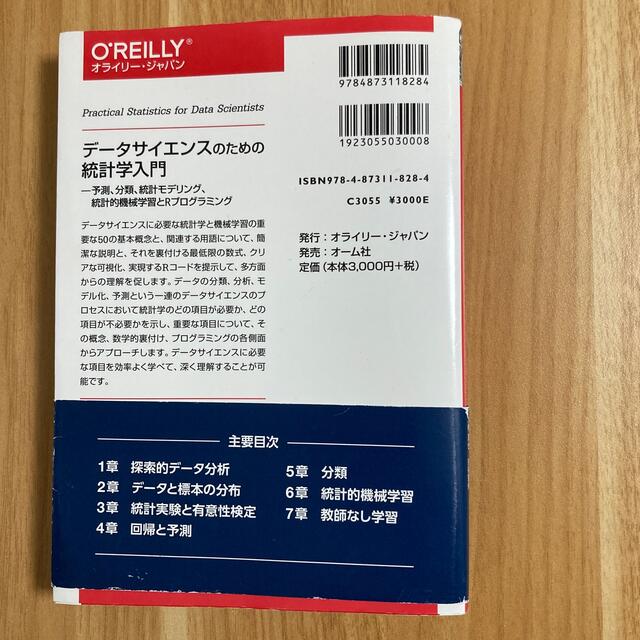 O'REILLY®
オライリー・ジャパン
Practical Statistics for Data Scientists
データサイエンスのための
統計学入門
―予測、分類、統計モデリング、
統計的機械学習とRプログラミング
データサイエンスに必要な統計学と機械学習の重
要な50の基本概念と、関連する用語について、簡
潔な説明と、それを裏付ける最低限の数式、クリ
アな可視化、実現するRコードを提示して、多方面
からの理解を促します。データの分類、分析、モ
デル化、予測という一連のデータサイエンスのプ
ロセスにおいて統計学のどの項目が必要か、どの
項目が不必要かを示し、重要な項目について、そ
の概念、数学的裏付け、プログラミングの各側面
からアプローチします。データサイエンスに必要
な項目を効率よく学べて、深く理解することが可
能です。
9784873118284
1923055030008
ISBN978-4-87311-828-4
C3055 ¥3000E
発行：オライリー・ジャパン
発売：オーム社
定価（本体3,000円+税）
主要目次
1章 探索的データ分析
2章 データと標本の分布
3章 統計実験と有意性検定
4章 回帰と予測
5章 分類
6章 統計的機械学習
7章 教師なし学習